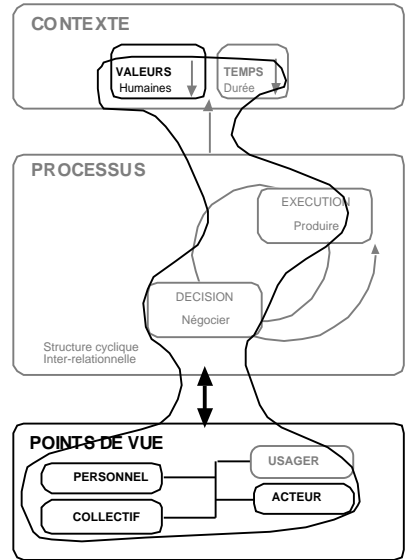 CONTEXTE
VALEURS
Humaines
TEMPS
Durée
PROCESSUS
EXECUTION
Produire
DECISION
Négocier
Structure cyclique
Inter-relationnelle
POINTS DE VUE
USAGER
PERSONNEL
ACTEUR
COLLECTIF